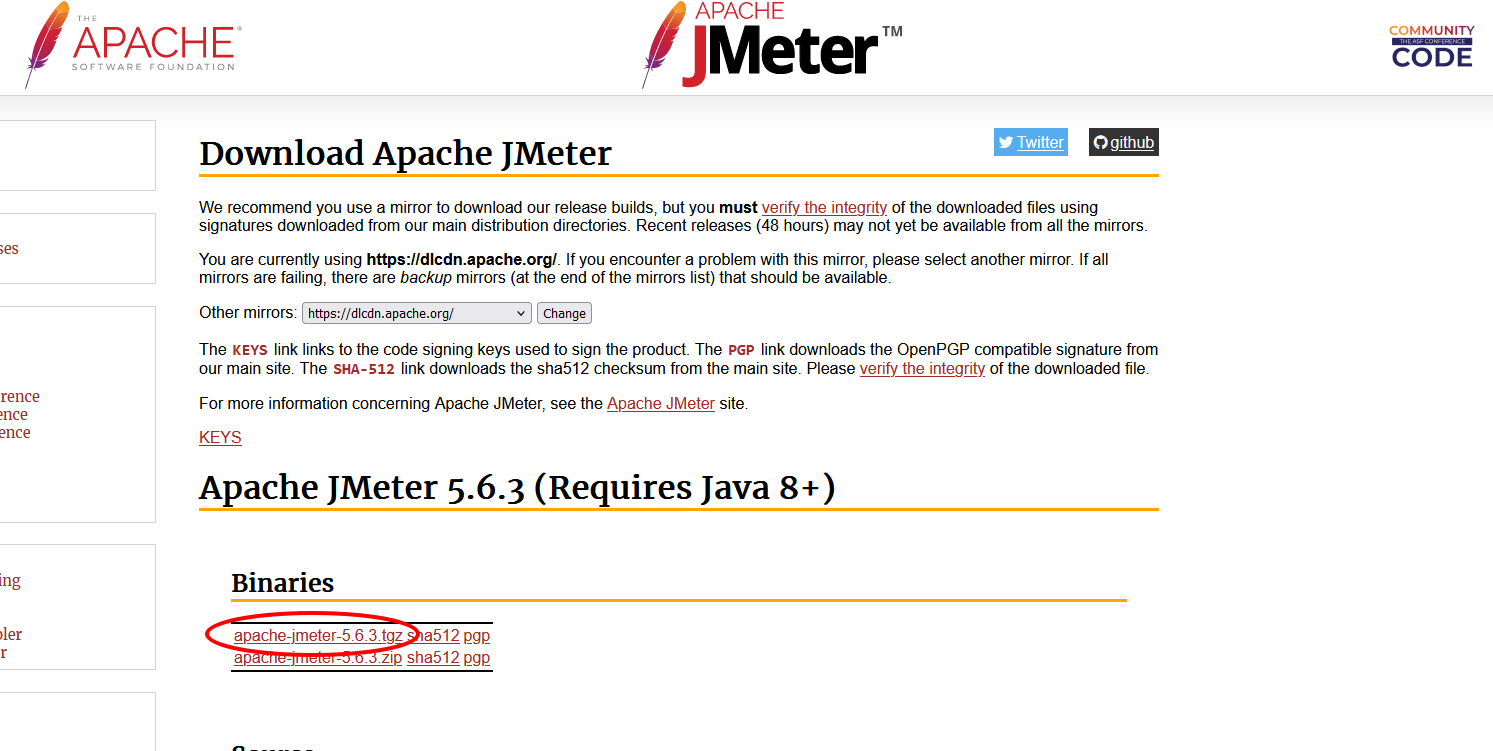 THE
APACHE®
SOFTWARE FOUNDATION
APACHE
JMeter™
COMMUNITY
THE ASF CONFERENCE
CODE
Download Apache JMeter
Twitter
github
We recommend you use a mirror to download our release builds, but you must verify the integrity of the downloaded files using
signatures downloaded from our main distribution directories. Recent releases (48 hours) may not yet be available from all the mirrors.
You are currently using https://dlcdn.apache.org/. If you encounter a problem with this mirror, please select another mirror. If all
mirrors are failing, there are backup mirrors (at the end of the mirrors list) that should be available.
Other mirrors: https://dlcdn.apache.org/ Change
The KEYS link links to the code signing keys used to sign the product. The PGP link downloads the OpenPGP compatible signature from
our main site. The SHA-512 link downloads the sha512 checksum from the main site. Please verify the integrity of the downloaded file.
For more information concerning Apache JMeter, see the Apache JMeter site.
KEYS
Apache JMeter 5.6.3 (Requires Java 8+)
Binaries
apache-jmeter-5.6.3.tgz sha512 pgp
apache-jmeter-5.6.3.zip sha512 pgp
ses
rence
ence
ence
ing
oler
r